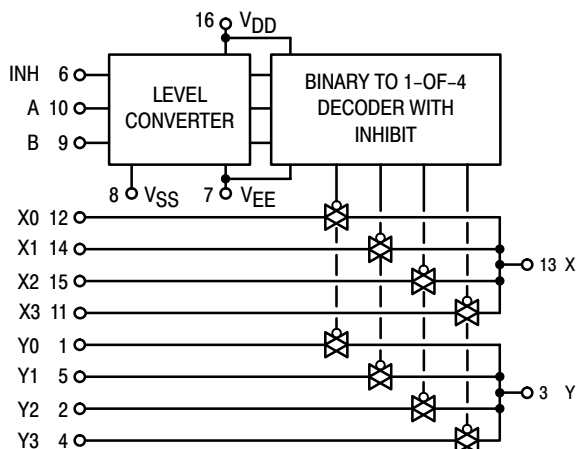 16 VDD
INH 6
A 10
B 9
LEVEL
CONVERTER
BINARY TO 1-OF-4
DECODER WITH
INHIBIT
8 VSS
7 VEE
X0 12
X1 14
X2 15
X3 11
13 X
Y0 1
Y1 5
Y2 2
Y3 4
3 Y